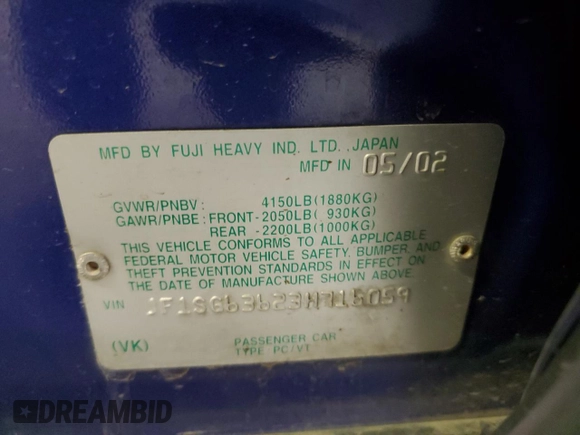 MFD BY FUJI HEAVY IND. LTD. JAPAN
MFD IN 05/02
GVWR/PNBV: 4150LB(1880KG)
GAWR/PNBE: FRONT-2050LB( 930KG)
REAR -2200LB(1000KG)
THIS VEHICLE CONFORMS TO ALL APPLICABLE
FEDERAL MOTOR VEHICLE SAFETY, BUMPER, AND
THEFT PREVENTION STANDARDS IN EFFECT ON
THE DATE OF MANUFACTURE SHOWN ABOVE.
VIN
(VK)
PASSENGER CAR
TYPE PC/VT
DREAMBID